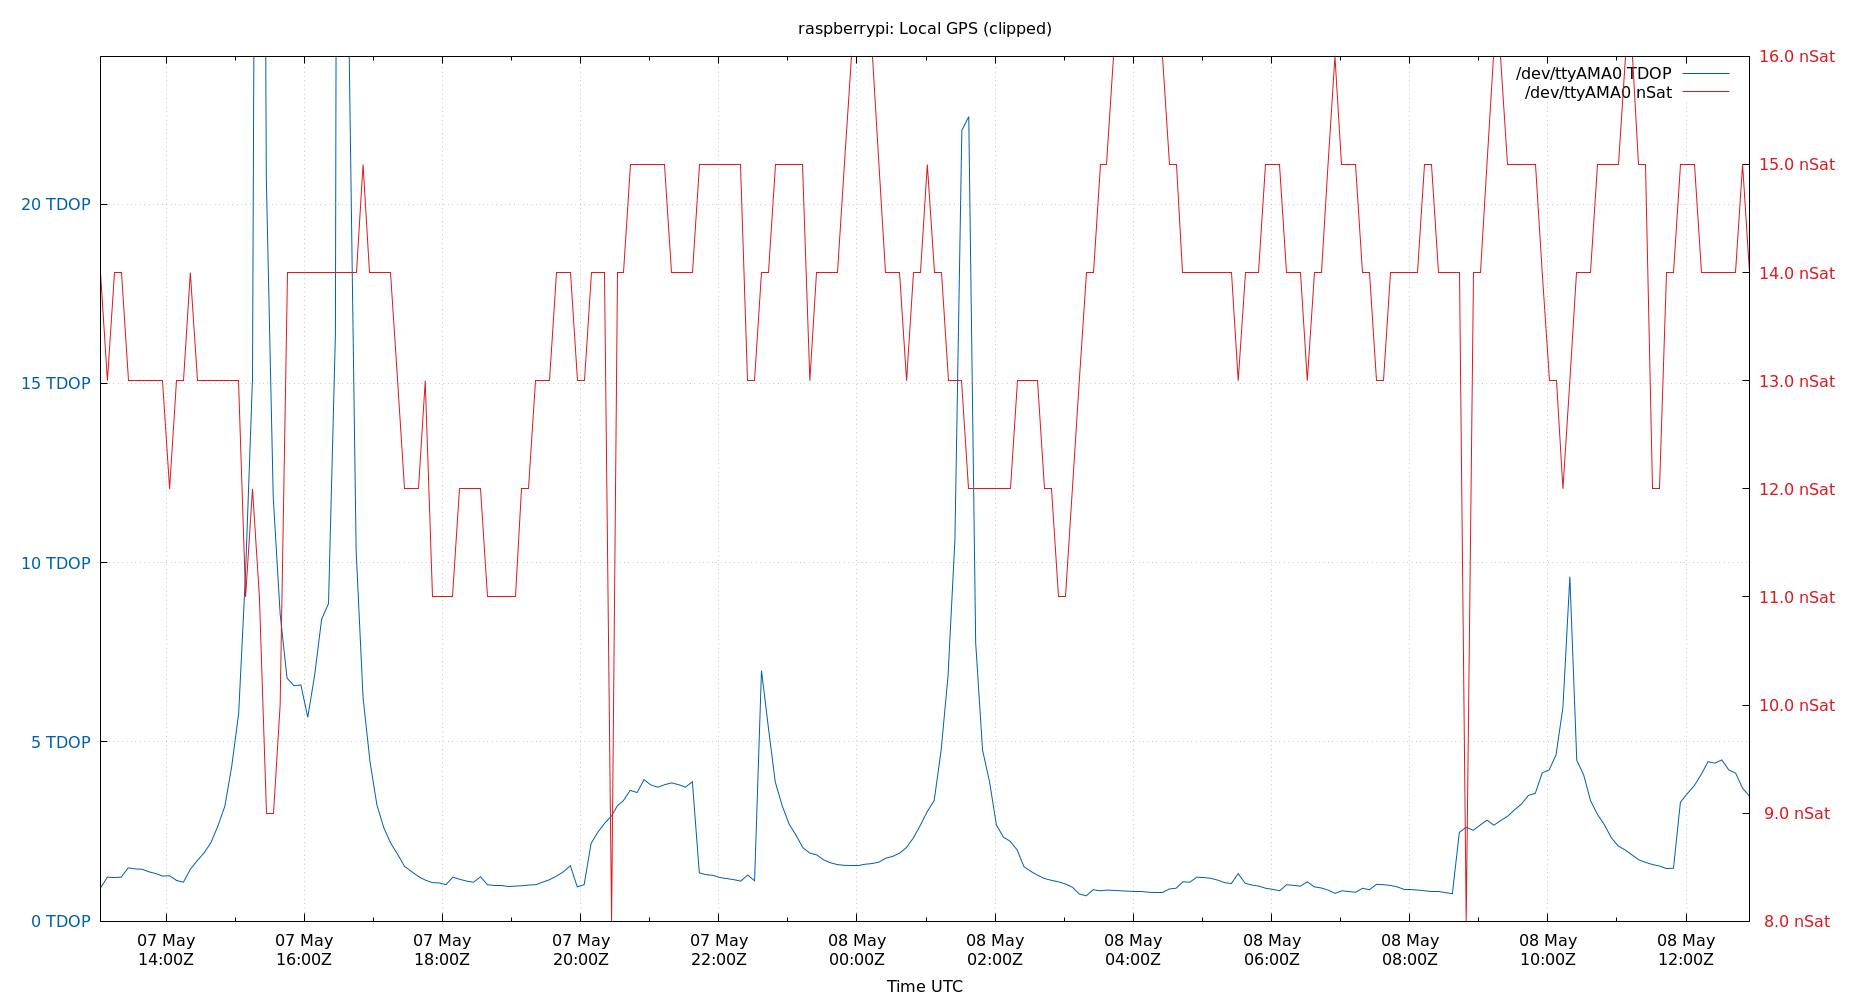 raspberrypi: Local GPS (clipped)
/dev/ttyAMA0 TDOP
/dev/ttyAMA0 nSat
20 TDOP
15 TDOP
10 TDOP
5 TDOP
0 TDOP
16.0 nSat
15.0 nSat
14.0 nSat
13.0 nSat
12.0 nSat
11.0 nSat
10.0 nSat
9.0 nSat
8.0 nSat
07 May 07 May 07 May 07 May 07 May 08 May 08 May 08 May 08 May 08 May 08 May 08 May
14:00Z 16:00Z 18:00Z 20:00Z 22:00Z 00:00Z 02:00Z 04:00Z 06:00Z 08:00Z 10:00Z 12:00Z
Time UTC